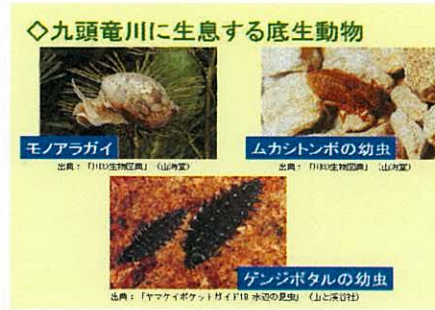 ◇九頭竜川に生息する底生動物
モノアラガイ
ムカシトンボの幼虫
出典：「川の生物図典」（山海堂）
出典：「川の生物図典」（山海堂）
ゲンジボタルの幼虫
出典：「ヤマケイポケットガイド18 水辺の昆虫」（山と渓谷社）